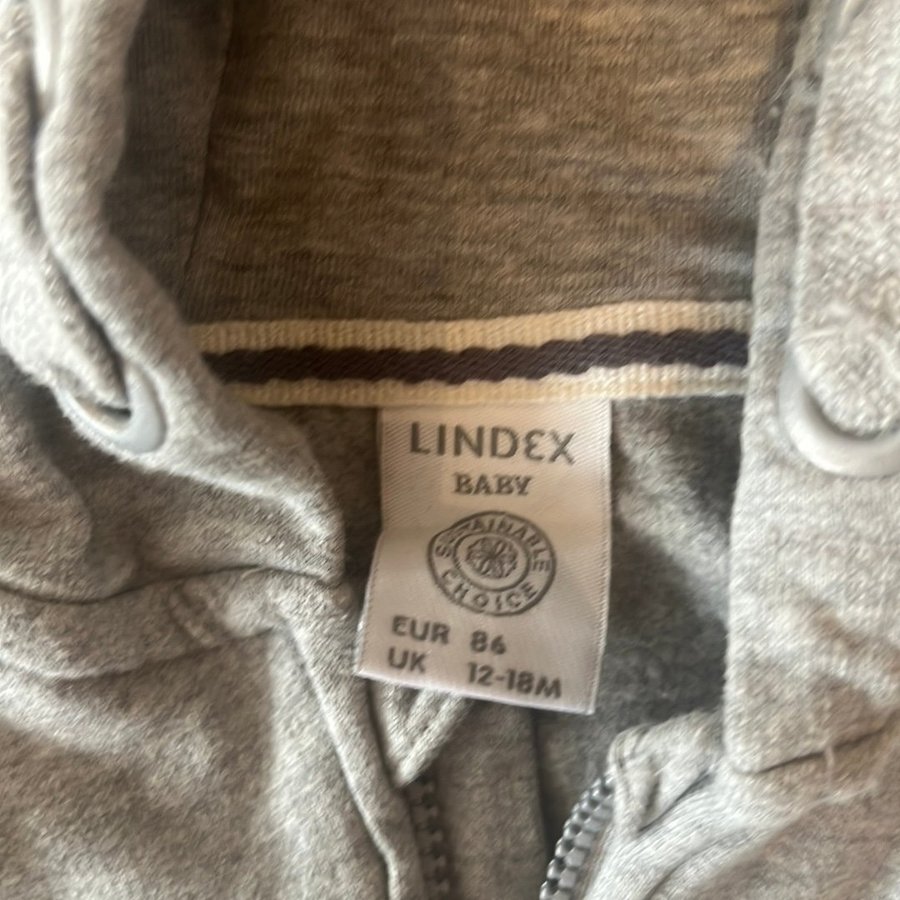 LINDEX
BABY
SUSTAINABLE
CHOICE
EUR 86
UK 12-18M